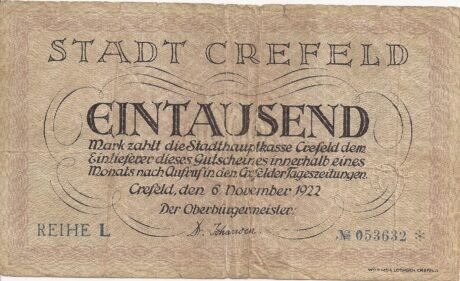 STADT CREFELD
EINTAUSEND
Mark zahlt die Stadthauptkasse Crefeld dem
Einlieferer dieses Gutscheines innerhalb eines
Monats nach Aufruf in den Crefelder Tageszeitungen.
Crefeld, den 6. November 1922
Der Oberbürgermeister:
REIHE L
№ 053632 *
CREFELD